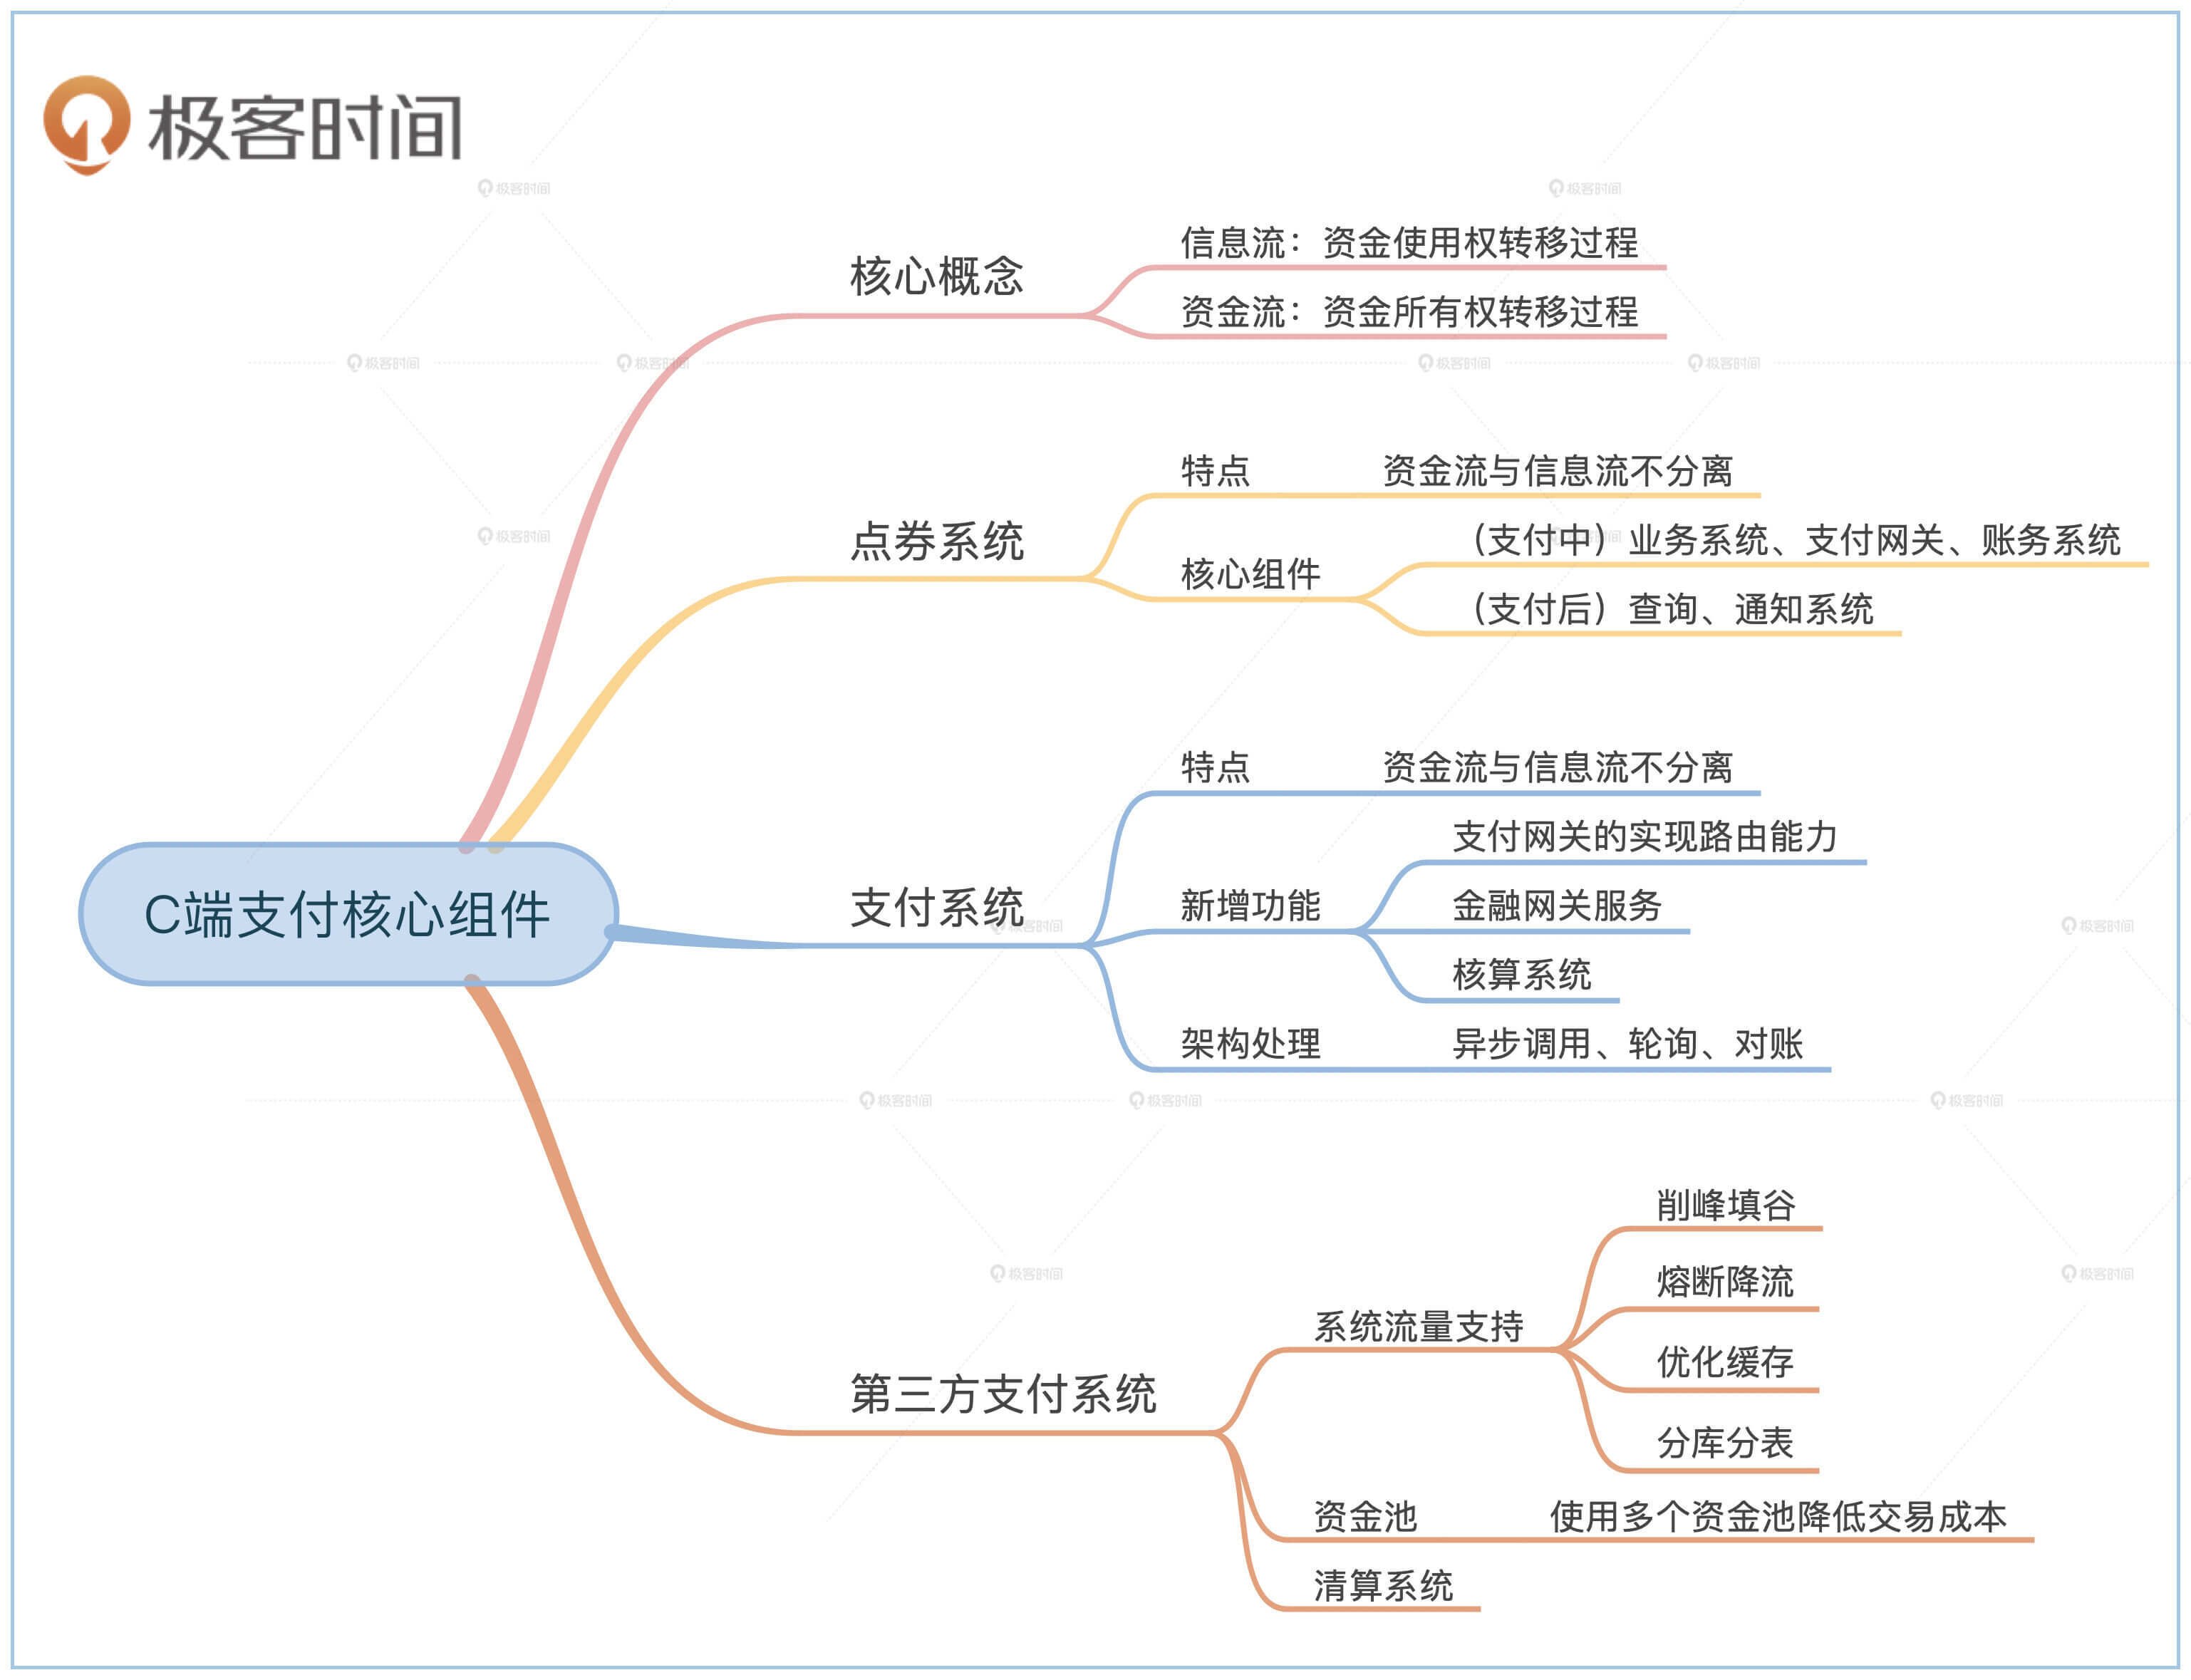 极客时间
核心概念
信息流：资金使用权转移过程
资金流：资金所有权转移过程
点券系统
特点 资金流与信息流不分离
核心组件
（支付中）业务系统、支付网关、账务系统
（支付后）查询、通知系统
C端支付核心组件
支付系统
特点 资金流与信息流不分离
新增功能
支付网关的实现路由能力
金融网关服务
核算系统
架构处理 异步调用、轮询、对账
第三方支付系统
系统流量支持
削峰填谷
熔断降流
优化缓存
分库分表
资金池 使用多个资金池降低交易成本
清算系统